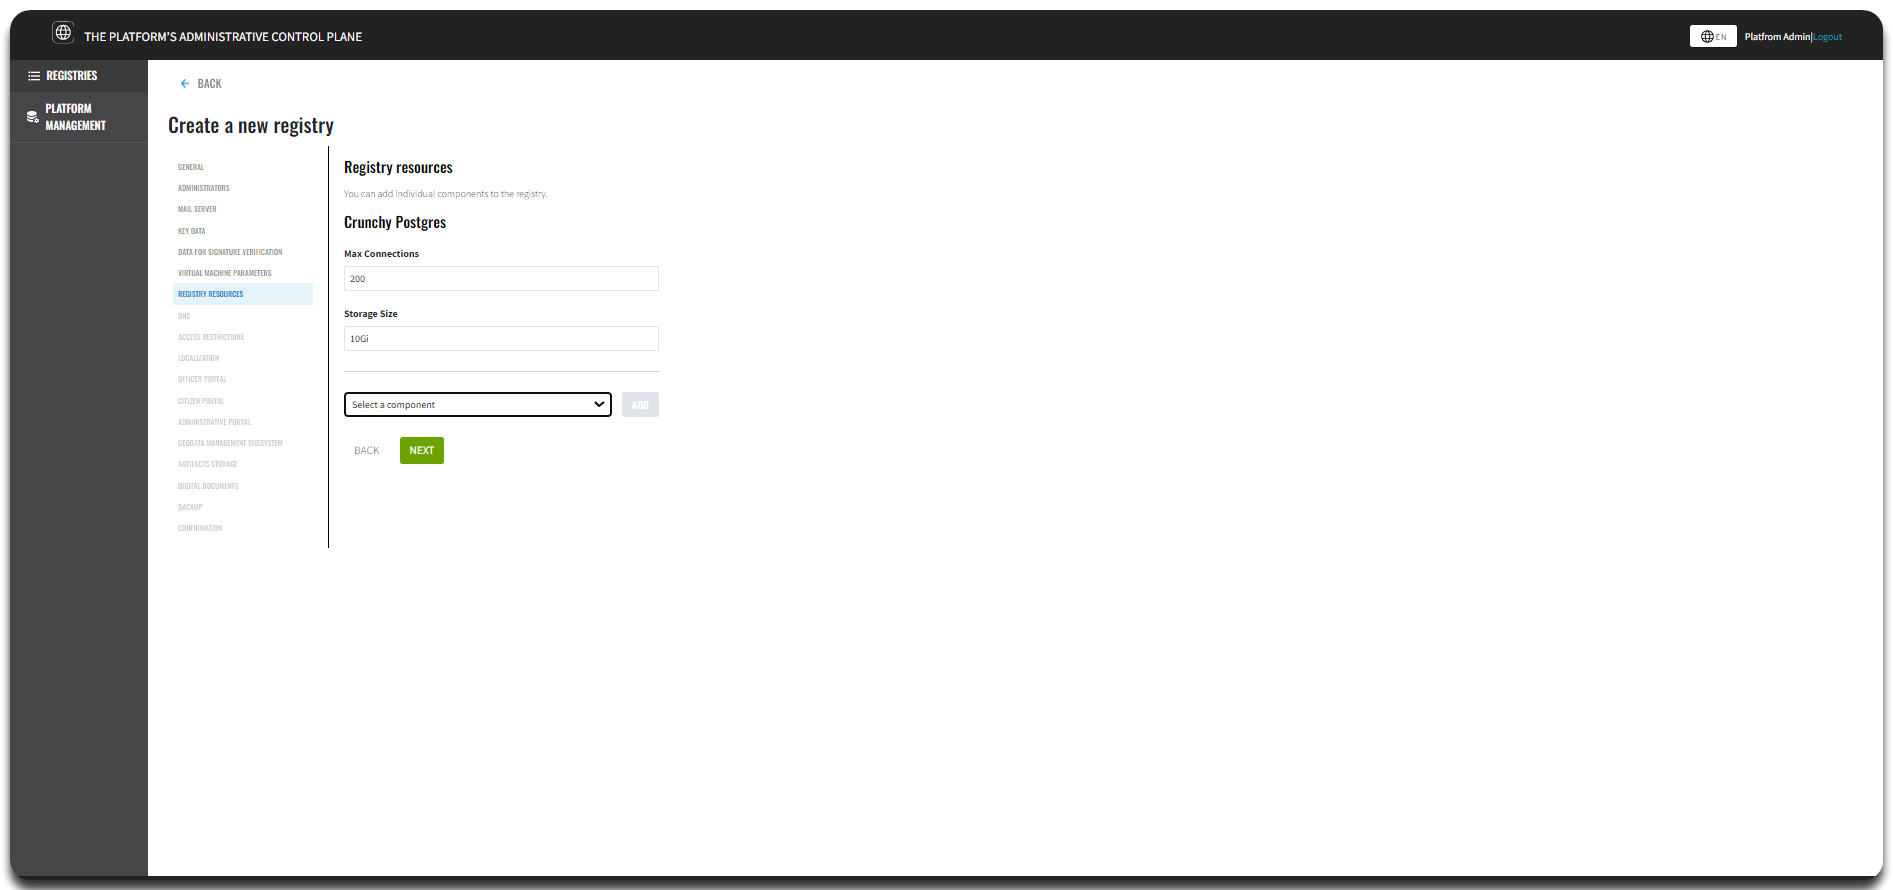 THE PLATFORM'S ADMINISTRATIVE CONTROL PLANE
EN
Platfrom Admin|Logout
REGISTRIES
PLATFORM
MANAGEMENT
BACK
Create a new registry
GENERAL
ADMINISTRATORS
MAIL SERVER
KEY DATA
DATA FOR SIGNATURE VERIFICATION
VIRTUAL MACHINE PARAMETERS
REGISTRY RESOURCES
DNS
ACCESS RESTRICTIONS
LOCALIZATION
OFFICER PORTAL
CITIZEN PORTAL
ADMINISTRATIVE PORTAL
GEODATA MANAGEMENT SUBSYSTEM
ARTIFACTS STORAGE
DIGITAL DOCUMENTS
BACKUP
CONFIRMATION
Registry resources
You can add individual components to the registry.
Crunchy Postgres
Max Connections
200
Storage Size
10Gi
Select a component
ADD
BACK
NEXT